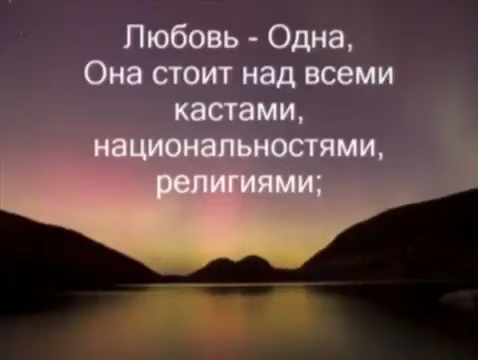 Любовь - Одна,
Она стоит над всеми
кастами,
национальностями,
религиями;